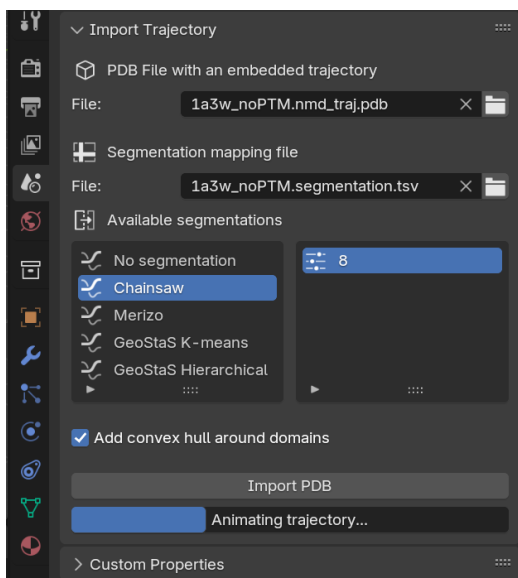 Import Trajectory
PDB File with an embedded trajectory
File: 1a3w_noPTM.nmd_traj.pdb
Segmentation mapping file
File: 1a3w_noPTM.segmentation.tsv
Available segmentations
No segmentation
8
Chainsaw
Merizo
GeoStaS K-means
GeoStaS Hierarchical
Add convex hull around domains
Import PDB
Animating trajectory...
Custom Properties